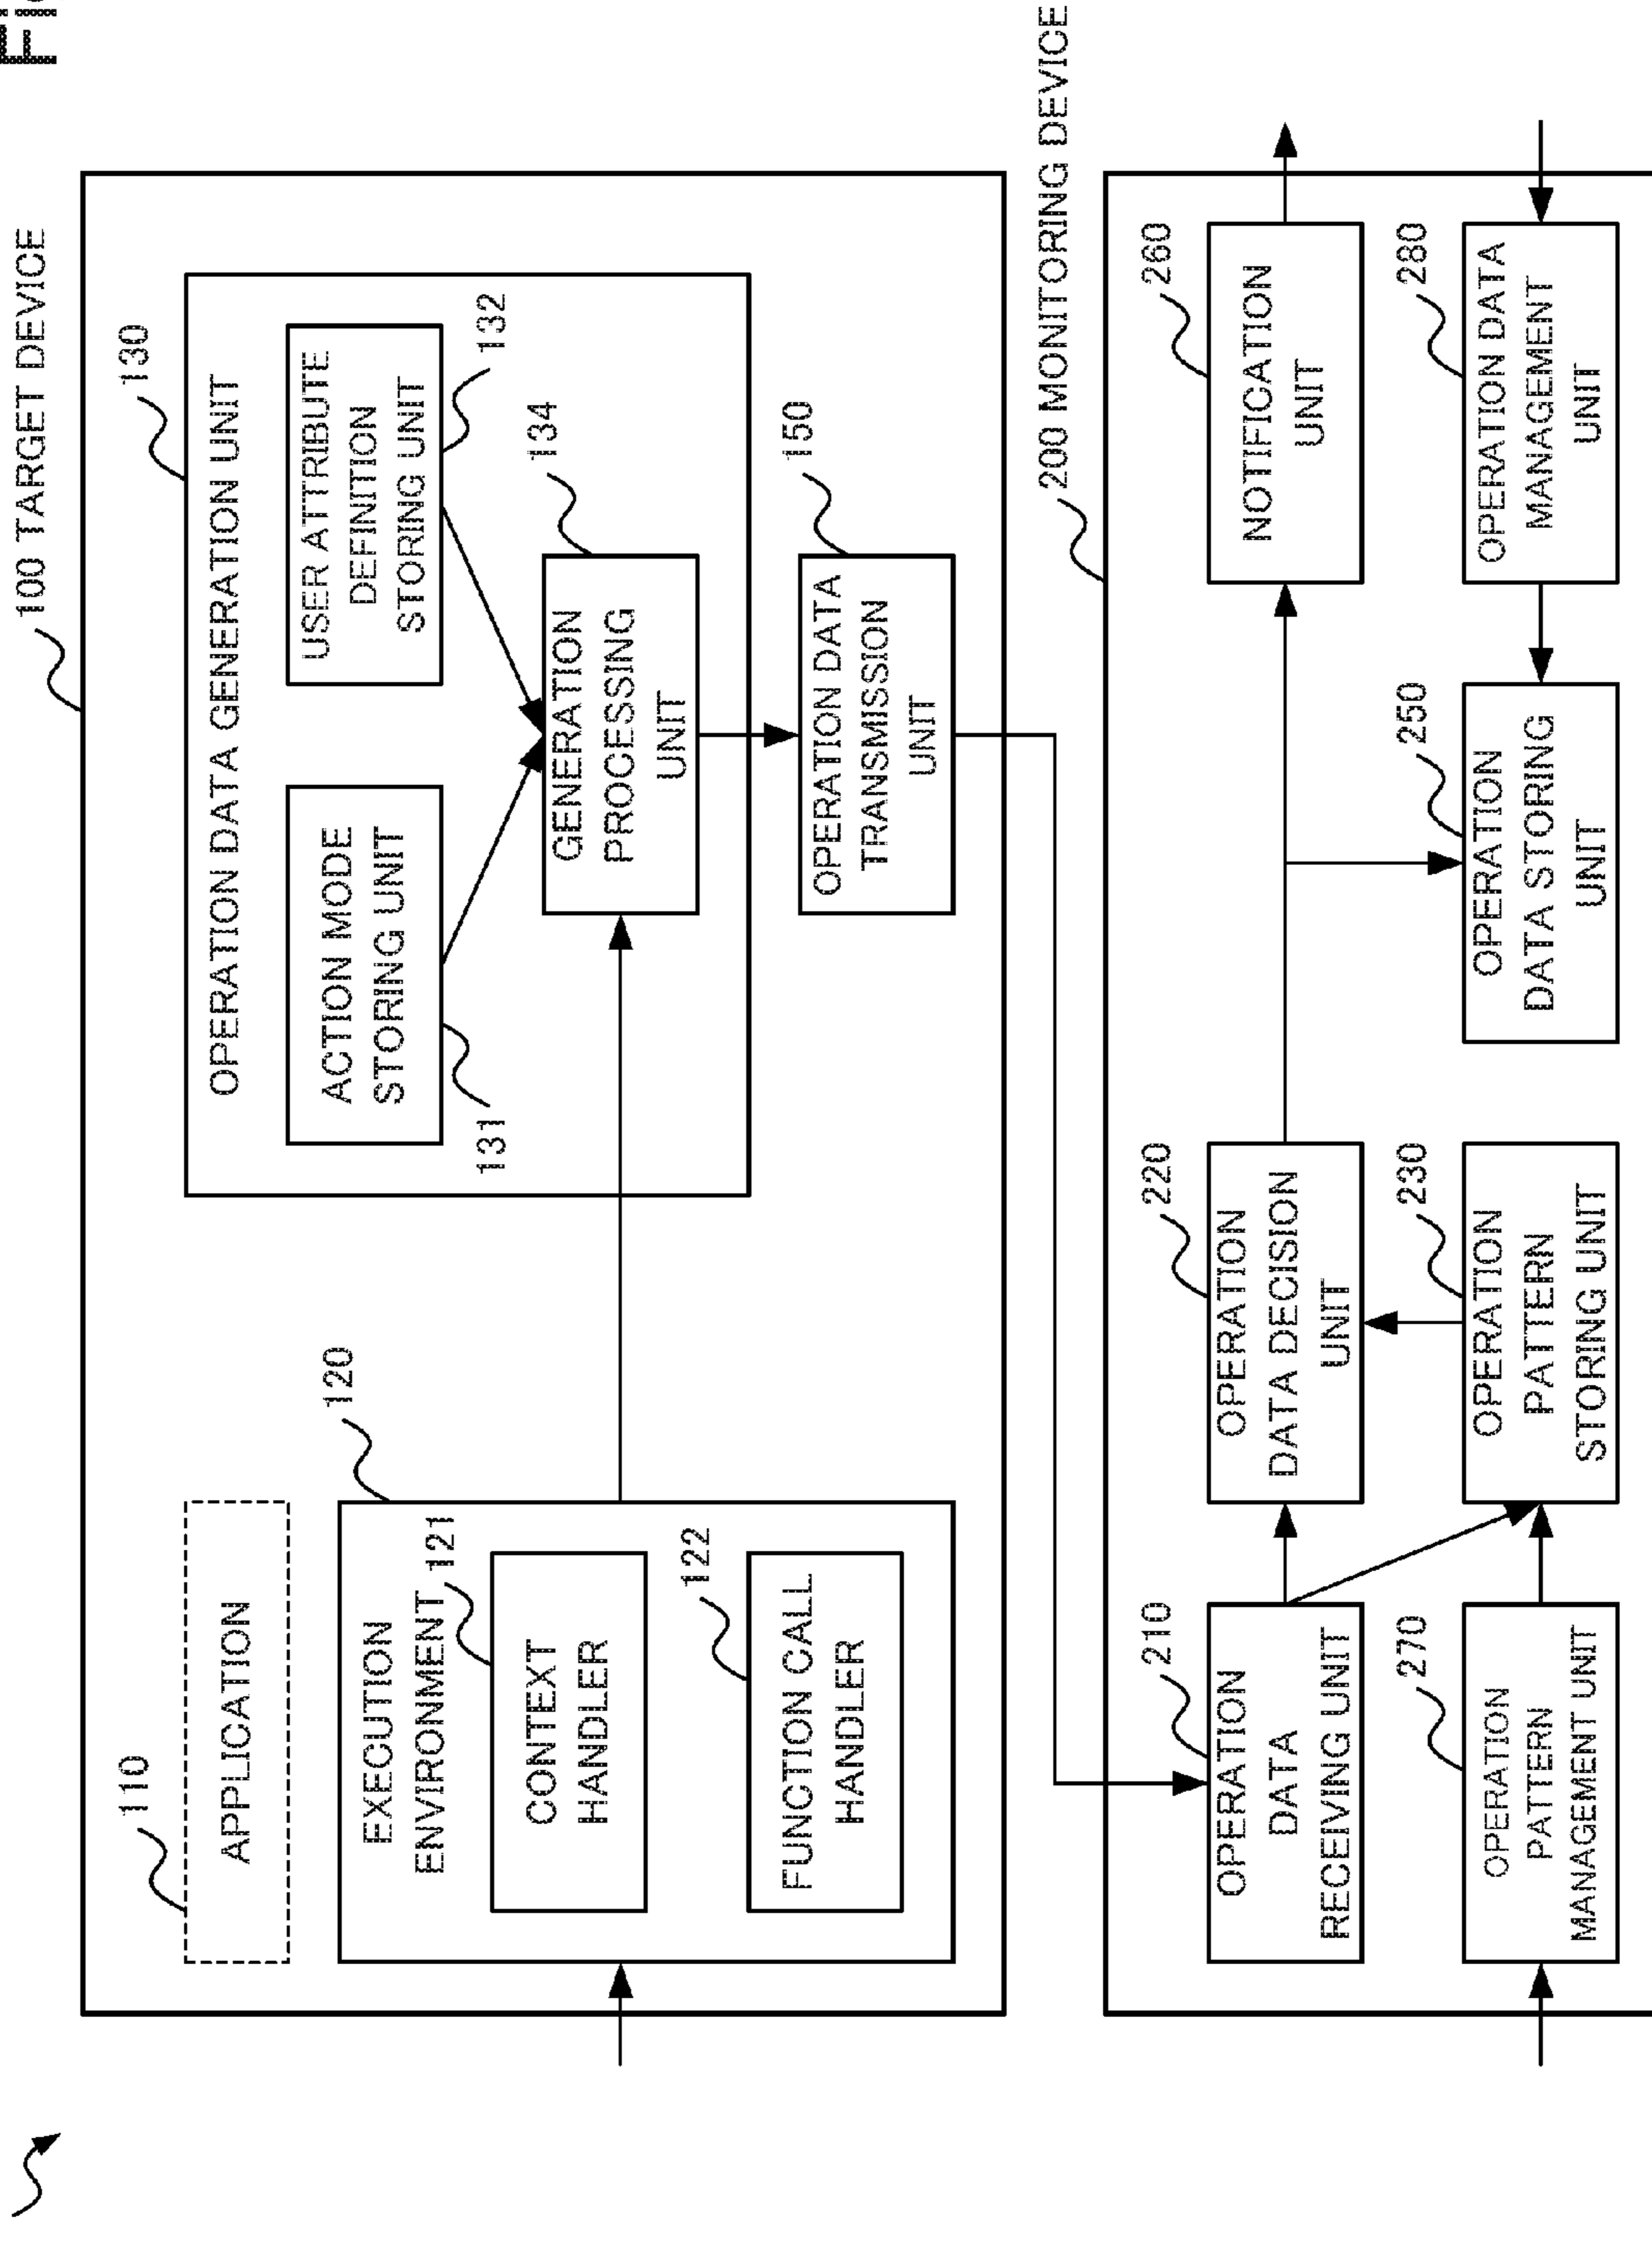 100 TARGET DEVICE
110
APPLICATION
120
EXECUTION
ENVIRONMENT
121
CONTEXT
HANDLER
122
FUNCTION CALL
HANDLER
130
OPERATION DATA GENERATION UNIT
ACTION MODE
STORING UNIT
131
USER ATTRIBUTE
DEFINITION
STORING UNIT
132
134
GENERATION
PROCESSING
UNIT
150
OPERATION DATA
TRANSMISSION
UNIT
200 MONITORING DEVICE
210
OPERATION
DATA
RECEIVING UNIT
220
OPERATION
DATA DECISION
UNIT
260
NOTIFICATION
UNIT
270
OPERATION
PATTERN
MANAGEMENT UNIT
230
OPERATION
PATTERN
STORING UNIT
250
OPERATION
DATA STORING
UNIT
280
OPERATION DATA
MANAGEMENT
UNIT